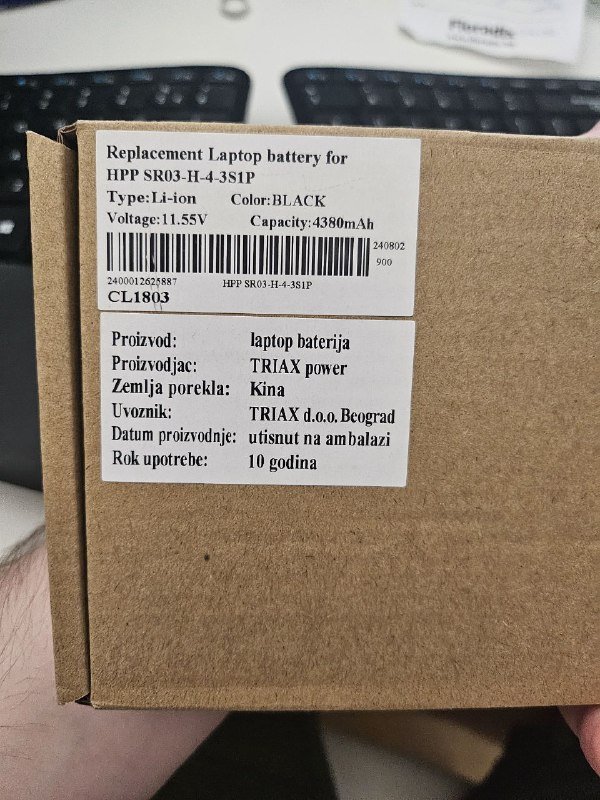 Replacement Laptop battery for
HPP SR03-H-4-3S1P
Type:Li-ion Color:BLACK
Voltage:11.55V Capacity:4380mAh
240802
900
2400012625887 HPP SR03-H-4-3S1P
CL1803
Proizvod: laptop baterija
Proizvodjac: TRIAX power
Zemlja porekla: Kina
Uvoznik: TRIAX d.o.o. Beograd
Datum proizvodnje: utisnut na ambalazi
Rok upotrebe: 10 godina